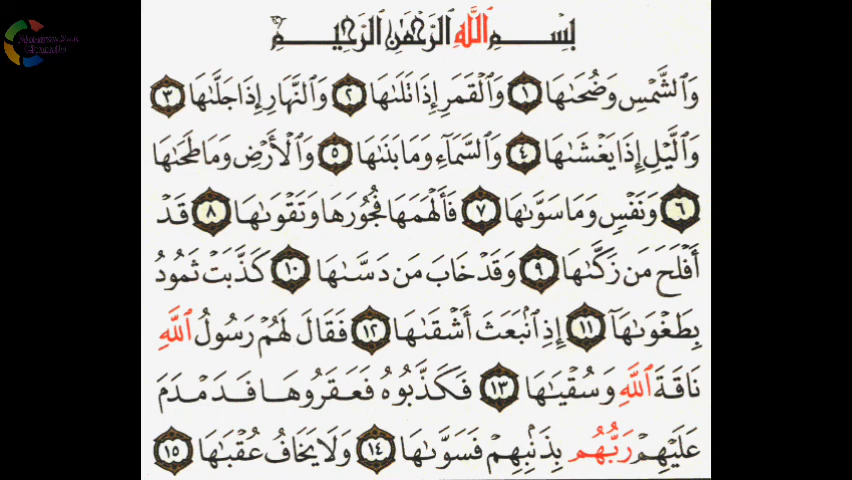 بِسْمِ ٱللَّهِ ٱلرَّحْمَٰنِ ٱلرَّحِيمِ
وَٱلشَّمْسِ وَضُحَىٰهَا ١ وَٱلْقَمَرِ إِذَا تَلَىٰهَا ٢ وَٱلنَّهَارِ إِذَا جَلَّىٰهَا ٣
وَٱلَّيْلِ إِذَا يَغْشَىٰهَا ٤ وَٱلسَّمَآءِ وَمَا بَنَىٰهَا ٥ وَٱلْأَرْضِ وَمَا طَحَىٰهَا
٦ وَنَفْسٍ وَمَا سَوَّىٰهَا ٧ فَأَلْهَمَهَا فُجُورَهَا وَتَقْوَىٰهَا ٨ قَدْ
أَفْلَحَ مَن زَكَّىٰهَا ٩ وَقَدْ خَابَ مَن دَسَّىٰهَا ١٠ كَذَّبَتْ ثَمُودُ
بِطَغْوَىٰهَآ ١١ إِذِ ٱنۢبَعَثَ أَشْقَىٰهَا ١٢ فَقَالَ لَهُمْ رَسُولُ ٱللَّهِ
نَاقَةَ ٱللَّهِ وَسُقْيَٰهَا ١٣ فَكَذَّبُوهُ فَعَقَرُوهَا فَدَمْدَمَ
عَلَيْهِمْ رَبُّهُم بِذَنۢبِهِمْ فَسَوَّىٰهَا ١٤ وَلَا يَخَافُ عُقْبَٰهَا ١٥